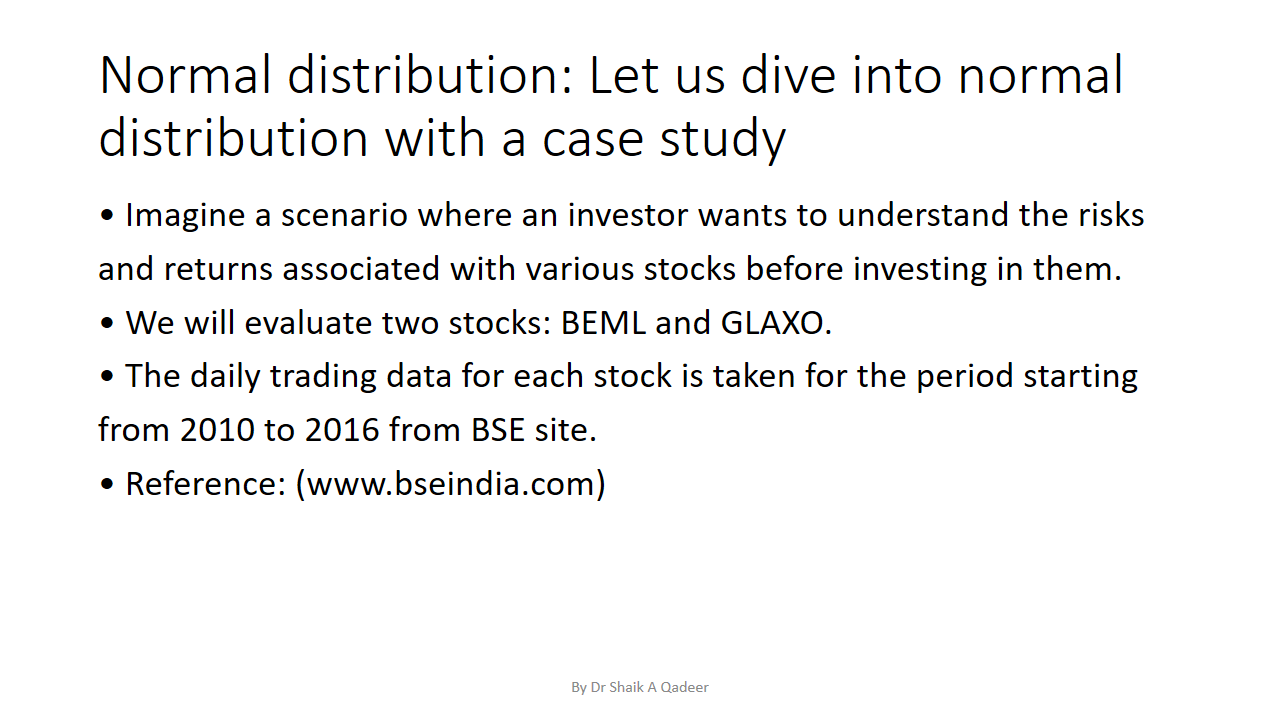 Normal distribution: Let us dive into normal
distribution with a case study
• Imagine a scenario where an investor wants to understand the risks
and returns associated with various stocks before investing in them.
• We will evaluate two stocks: BEML and GLAXO.
• The daily trading data for each stock is taken for the period starting
from 2010 to 2016 from BSE site.
• Reference: (www.bseindia.com)
By Dr Shaik A Qadeer